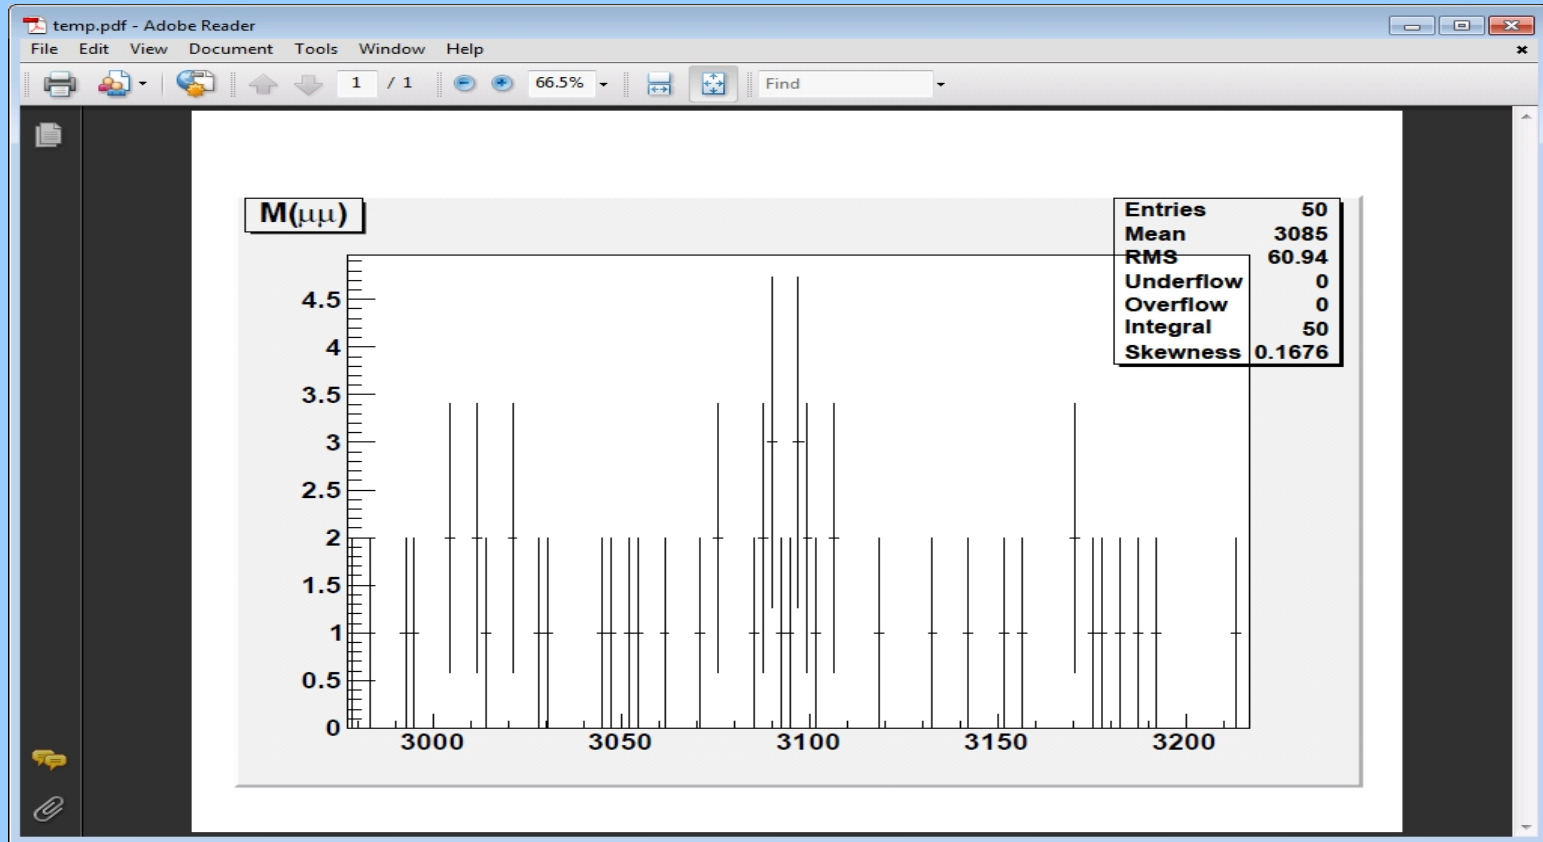 temp.pdf - Adobe Reader
File Edit View Document Tools Window Help
1 / 1 66.5% Find
M(μμ)
Entries 50
Mean 3085
RMS 60.94
Underflow 0
Overflow 0
Integral 50
Skewness 0.1676
4.5
4
3.5
3
2.5
2
1.5
1
0.5
0
3000 3050 3100 3150 3200